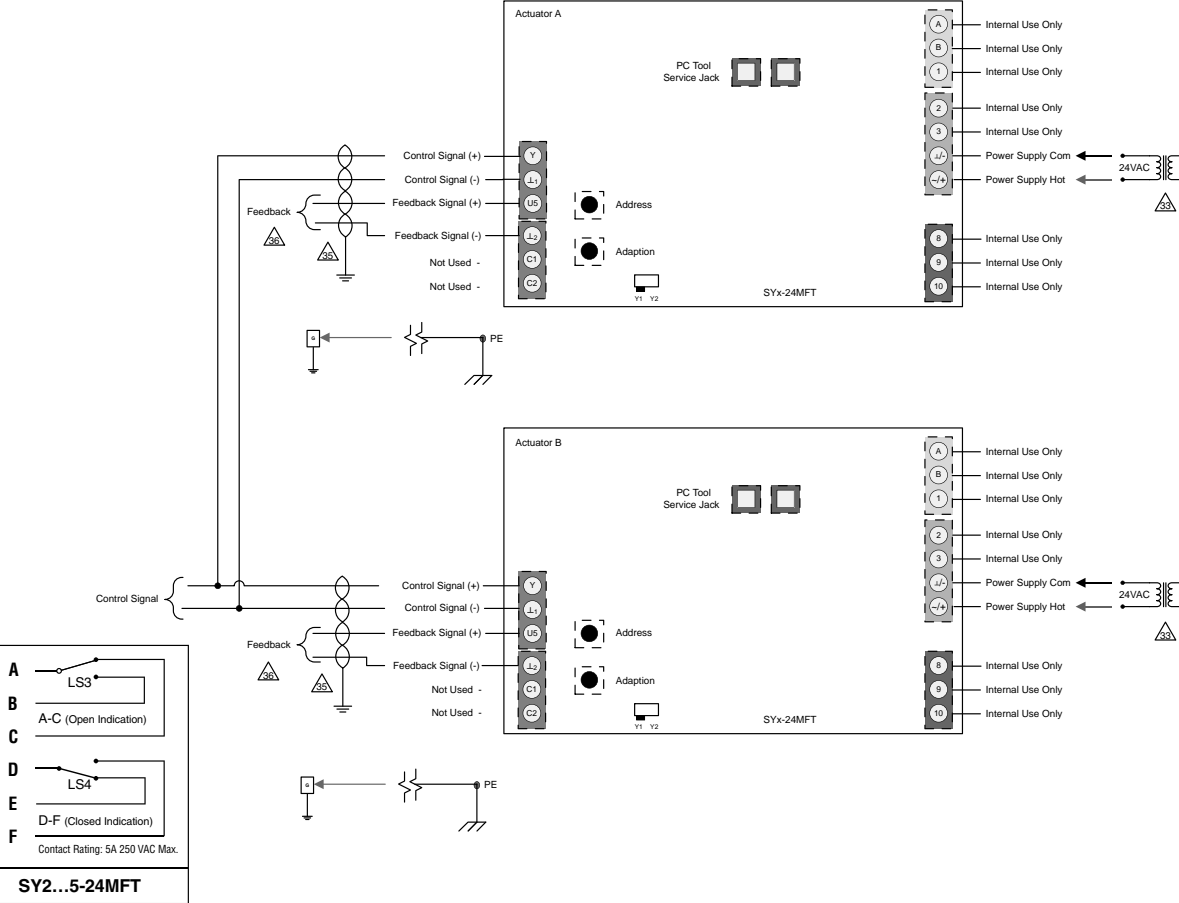 Actuator A
PC Tool
Service Jack
A Internal Use Only
B Internal Use Only
1 Internal Use Only
2 Internal Use Only
3 Internal Use Only
⊥/- Power Supply Com
~/+ Power Supply Hot
24VAC
33
8 Internal Use Only
9 Internal Use Only
10 Internal Use Only
Control Signal (+) Y
Control Signal (-) ⊥1
Feedback Signal (+) U5
Feedback Signal (-) ⊥2
Not Used - C1
Not Used - C2
Feedback
36
35
Address
Adaption
Y1 Y2
SYx-24MFT
G
PE
Actuator B
PC Tool
Service Jack
A Internal Use Only
B Internal Use Only
1 Internal Use Only
2 Internal Use Only
3 Internal Use Only
⊥/- Power Supply Com
~/+ Power Supply Hot
24VAC
33
8 Internal Use Only
9 Internal Use Only
10 Internal Use Only
Control Signal
Control Signal (+) Y
Control Signal (-) ⊥1
Feedback Signal (+) U5
Feedback Signal (-) ⊥2
Not Used - C1
Not Used - C2
Feedback
36
35
Address
Adaption
Y1 Y2
SYx-24MFT
G
PE
A
LS3
B
A-C (Open Indication)
C
D
LS4
E
D-F (Closed Indication)
F
Contact Rating: 5A 250 VAC Max.
SY2...5-24MFT